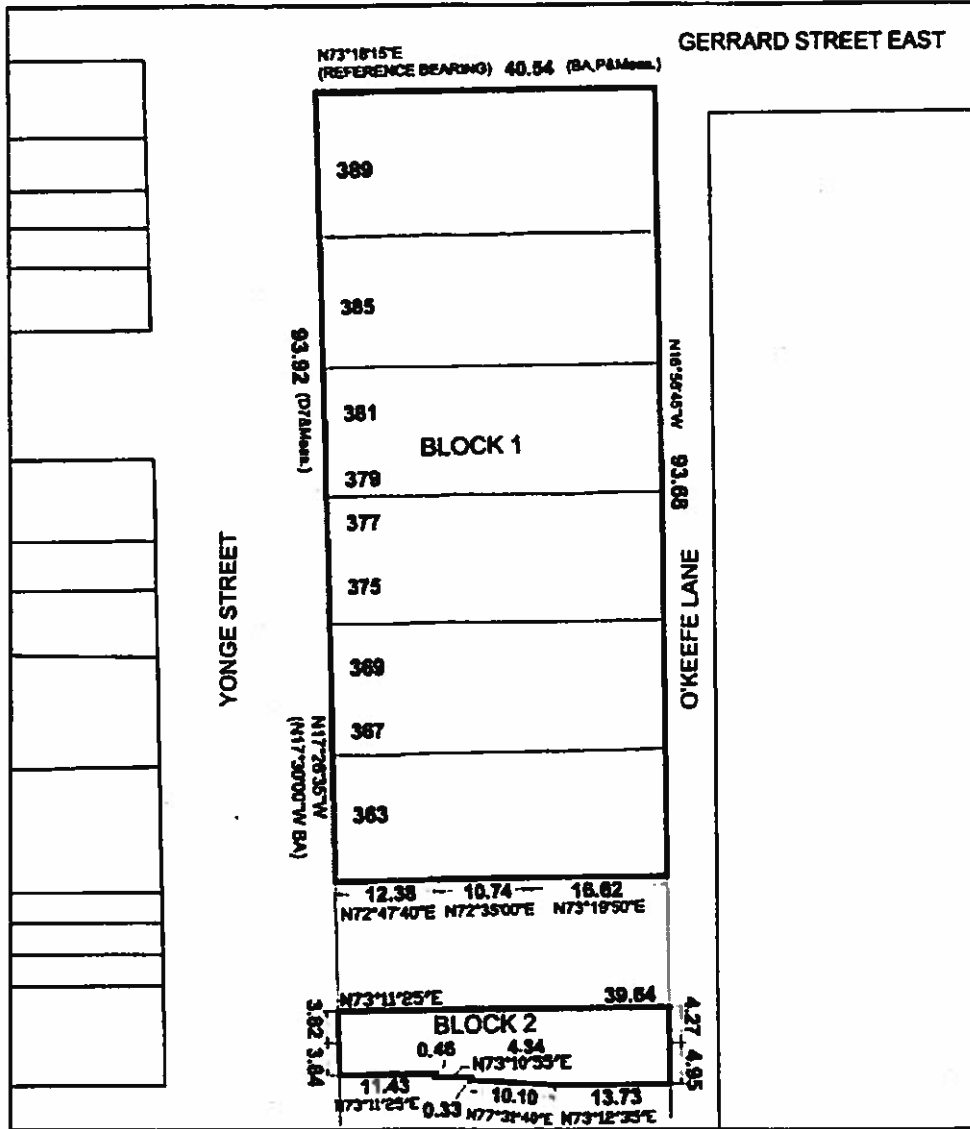 GERRARD STREET EAST
N73°18'15"E
(REFERENCE BEARING) 40.54 (BA,P&Meas.)
389
385
93.92 (D7&Meas.)
381
BLOCK 1
379
N16°56'45"W 93.68
377
375
YONGE STREET
O'KEEFE LANE
369
367
N17°26'35"W
(N17°30'00"W BA)
363
12.38 10.74 16.62
N72°47'40"E N72°35'00"E N73°19'50"E
N73°11'25"E 39.64
3.82 3.64
BLOCK 2
4.27 4.95
0.46 4.34
N73°10'55"E
11.43 10.10 13.73
N73°11'25"E 0.33 N77°31'40"E N73°12'35"E